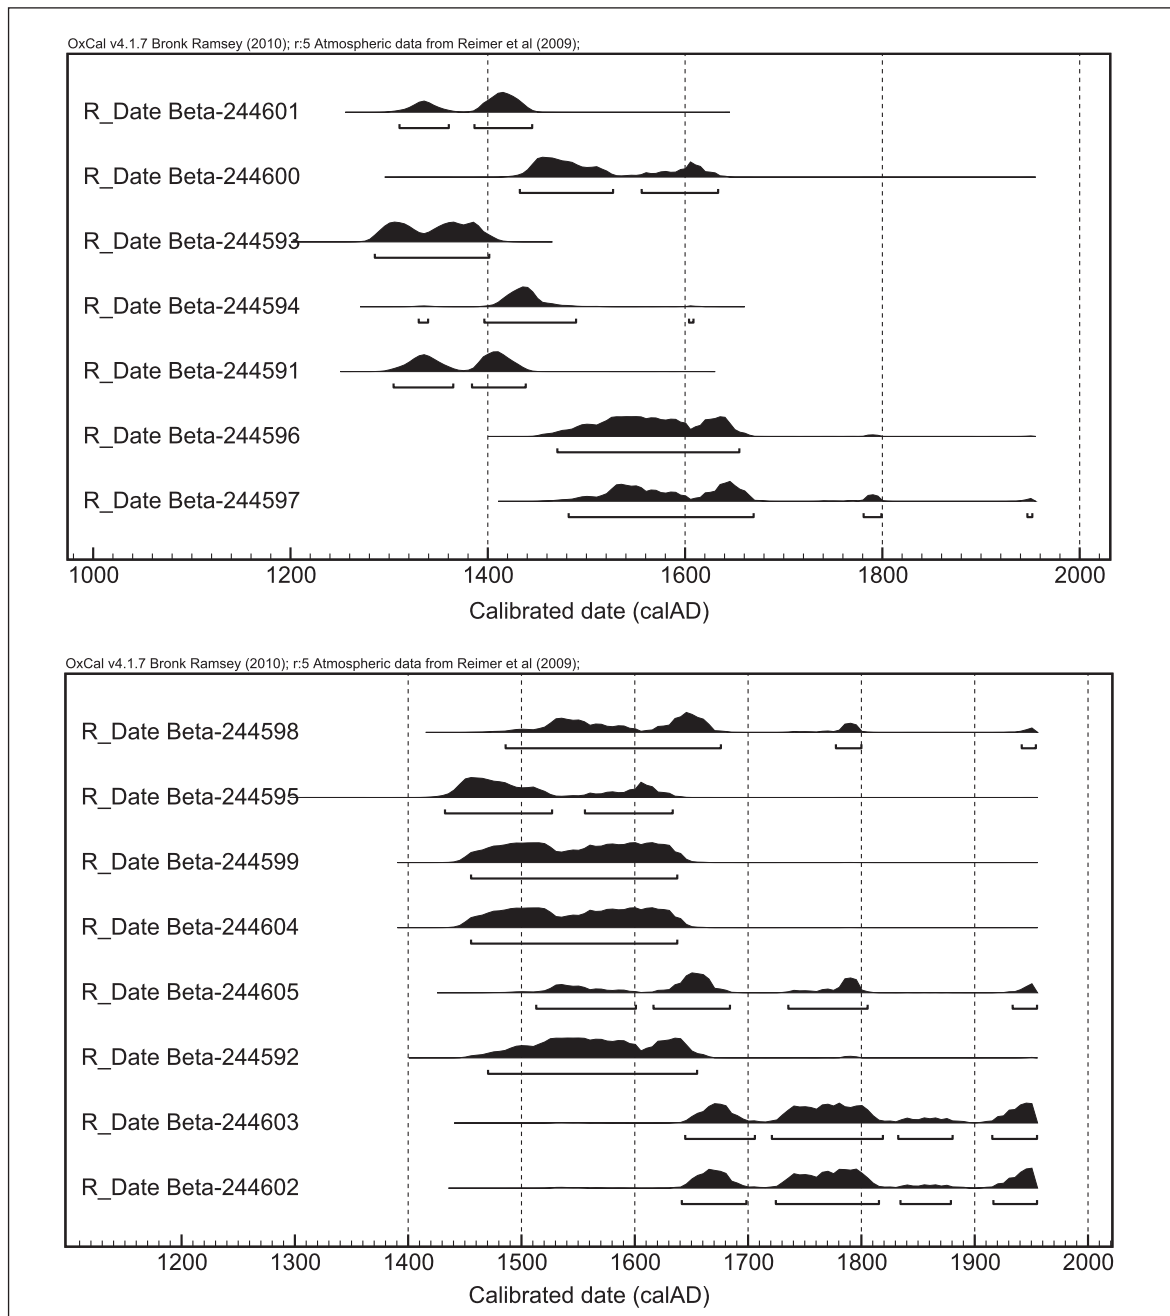 OxCal v4.1.7 Bronk Ramsey (2010); r:5 Atmospheric data from Reimer et al (2009);
R_Date Beta-244601
R_Date Beta-244600
R_Date Beta-244593
R_Date Beta-244594
R_Date Beta-244591
R_Date Beta-244596
R_Date Beta-244597
1000 1200 1400 1600 1800 2000
Calibrated date (calAD)
OxCal v4.1.7 Bronk Ramsey (2010); r:5 Atmospheric data from Reimer et al (2009);
R_Date Beta-244598
R_Date Beta-244595
R_Date Beta-244599
R_Date Beta-244604
R_Date Beta-244605
R_Date Beta-244592
R_Date Beta-244603
R_Date Beta-244602
1200 1300 1400 1500 1600 1700 1800 1900 2000
Calibrated date (calAD)